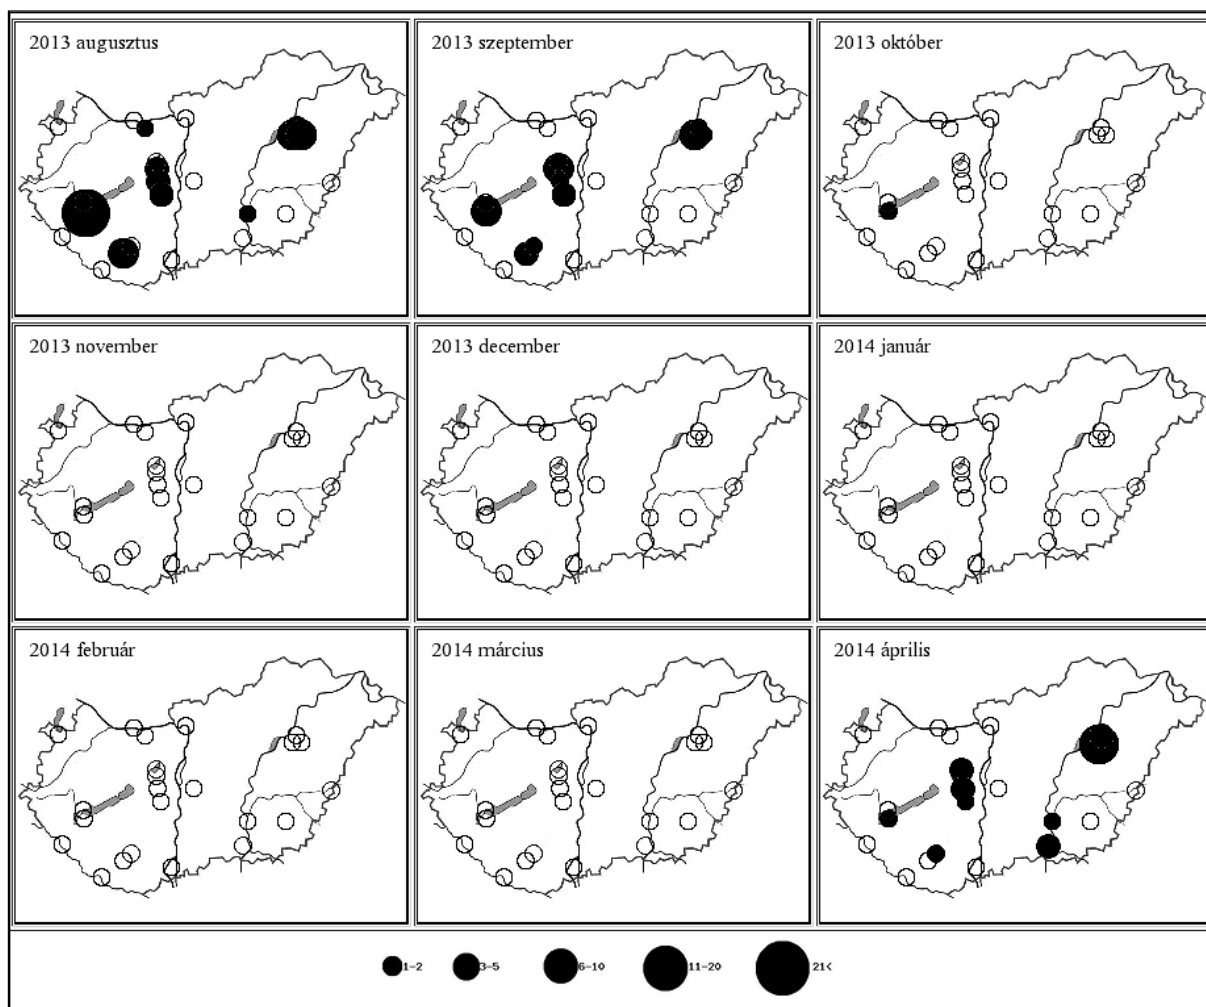 2013 augusztus
2013 szeptember
2013 október
2013 november
2013 december
2014 január
2014 február
2014 március
2014 április
1-2
3-5
6-10
11-20
21<